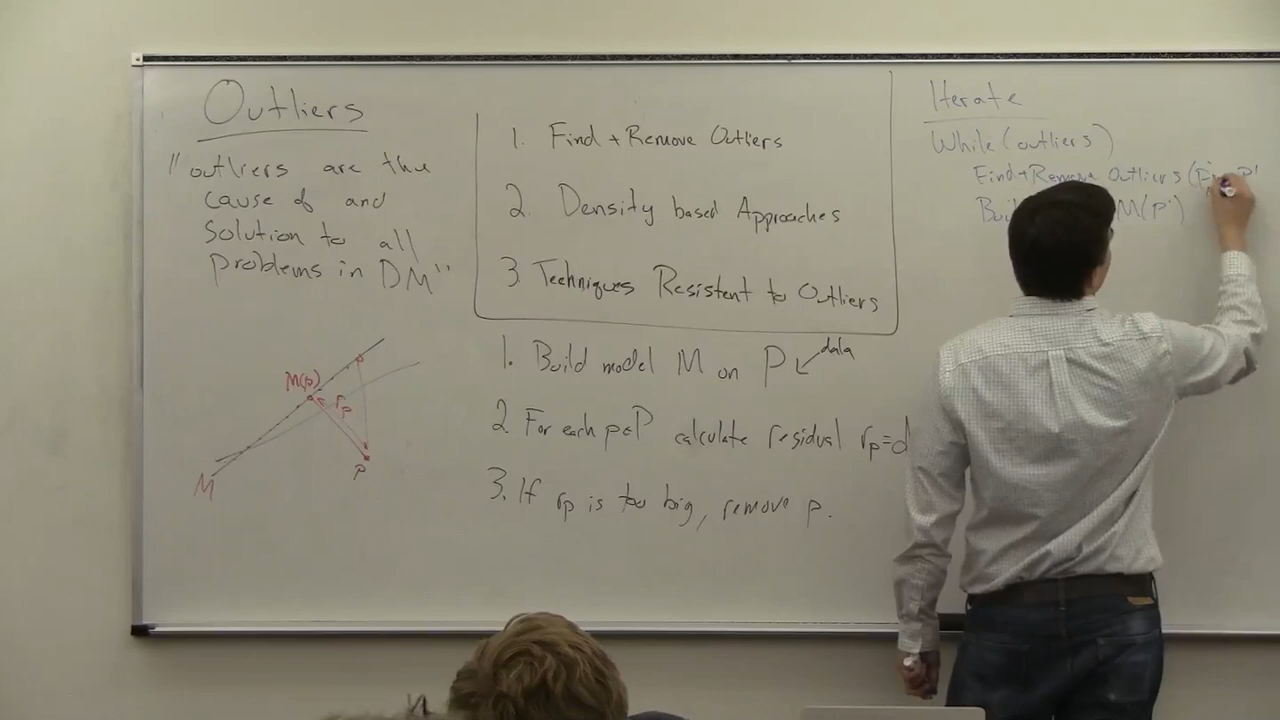 Outliers
"outliers are the
cause of and
solution to all
problems in DM"
M(p)
rp
P
M
1. Find + Remove Outliers
2. Density based Approaches
3. Techniques Resistent to Outliers
1. Build model M on P data
2. For each p∈P calculate residual rp=d
3. If rp is too big, remove p.
Iterate
While (outliers)
Find+Remove Outliers (
M(P')